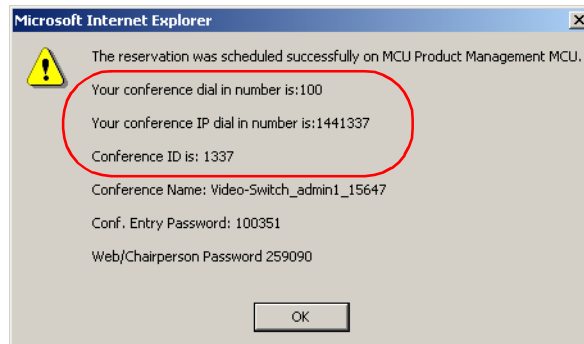 Microsoft Internet Explorer
The reservation was scheduled successfully on MCU Product Management MCU.
Your conference dial in number is:100
Your conference IP dial in number is:1441337
Conference ID is: 1337
Conference Name: Video-Switch_admin1_15647
Conf. Entry Password: 100351
Web/Chairperson Password 259090
OK